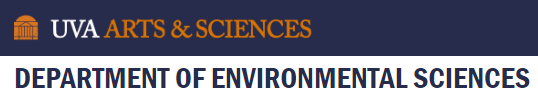 UVA ARTS & SCIENCES
DEPARTMENT OF ENVIRONMENTAL SCIENCES